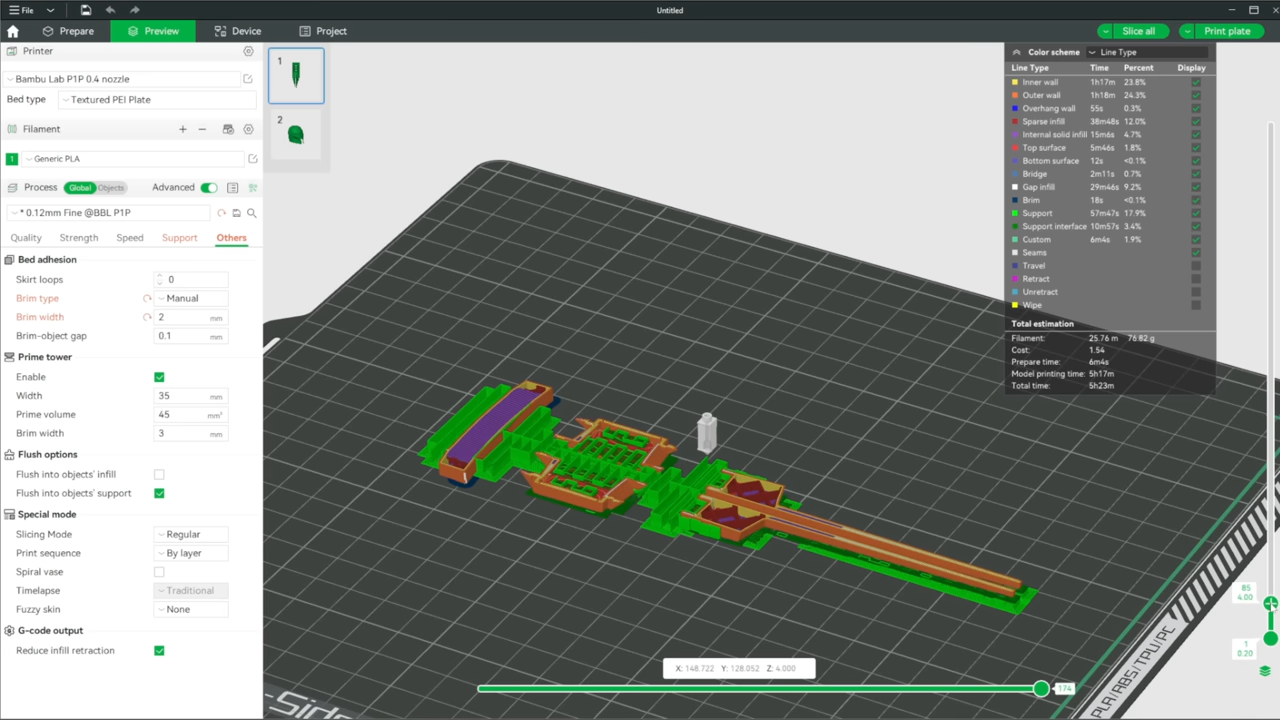 File
Untitled
Prepare
Preview
Device
Project
Slice all
Print plate
Printer
Bambu Lab P1P 0.4 nozzle
Bed type
Textured PEI Plate
Filament
1
Generic PLA
Process
Global
Objects
Advanced
* 0.12mm Fine @BBL P1P
Quality
Strength
Speed
Support
Others
Bed adhesion
Skirt loops 0
Brim type Manual
Brim width 2 mm
Brim-object gap 0.1 mm
Prime tower
Enable
Width 35 mm
Prime volume 45 mm³
Brim width 3 mm
Flush options
Flush into objects' infill
Flush into objects' support
Special mode
Slicing Mode Regular
Print sequence By layer
Spiral vase
Timelapse Traditional
Fuzzy skin None
G-code output
Reduce infill retraction
1
2
Color scheme Line Type
Line Type Time Percent Display
Inner wall 1h17m 23.8%
Outer wall 1h18m 24.3%
Overhang wall 55s 0.3%
Sparse infill 38m48s 12.0%
Internal solid infill 15m6s 4.7%
Top surface 5m46s 1.8%
Bottom surface 12s <0.1%
Bridge 2m11s 0.7%
Gap infill 29m46s 9.2%
Brim 18s <0.1%
Support 57m47s 17.9%
Support interface 10m57s 3.4%
Custom 6m4s 1.9%
Seams
Travel
Retract
Unretract
Wipe
Total estimation
Filament: 25.76 m 76.82 g
Cost: 1.54
Prepare time: 6m4s
Model printing time: 5h17m
Total time: 5h23m
85
4.00
1
0.20
X: 148.722 Y: 128.052 Z: 4.000
174
PLA/ABS/TPU/PC
Side